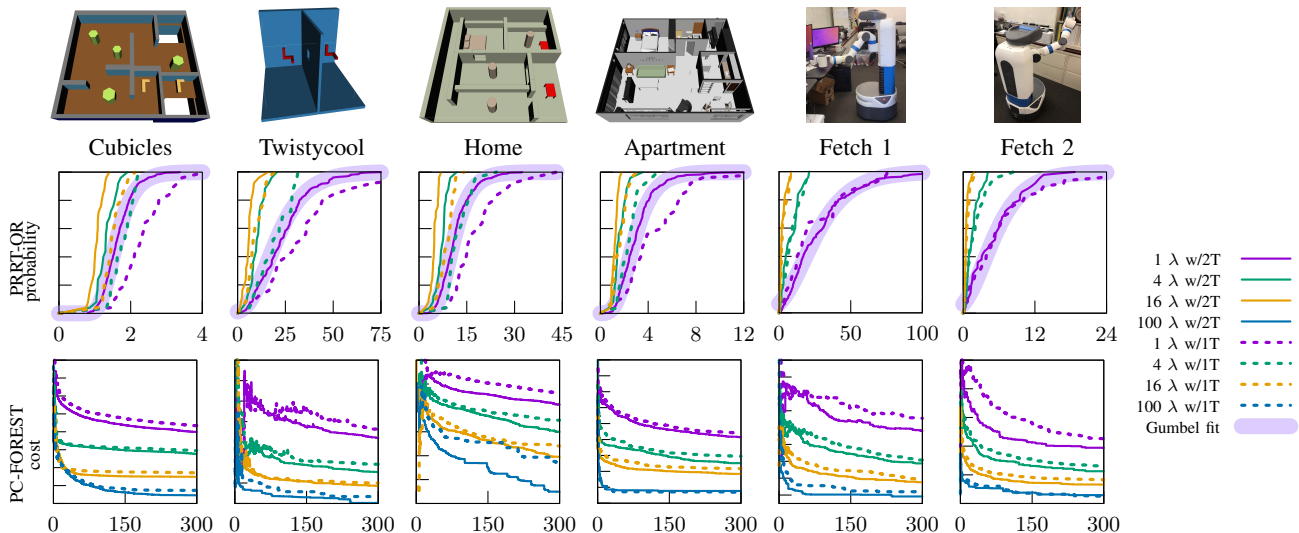 Cubicles Twistycool Home Apartment Fetch 1 Fetch 2
PRRT-OR
probability
0 2 4 0 25 50 75 0 15 30 45 0 4 8 12 0 50 100 0 12 24
1 λ w/2T
4 λ w/2T
16 λ w/2T
100 λ w/2T
1 λ w/1T
4 λ w/1T
16 λ w/1T
100 λ w/1T
Gumbel fit
PC-FOREST
cost
0 150 300 0 150 300 0 150 300 0 150 300 0 150 300 0 150 300